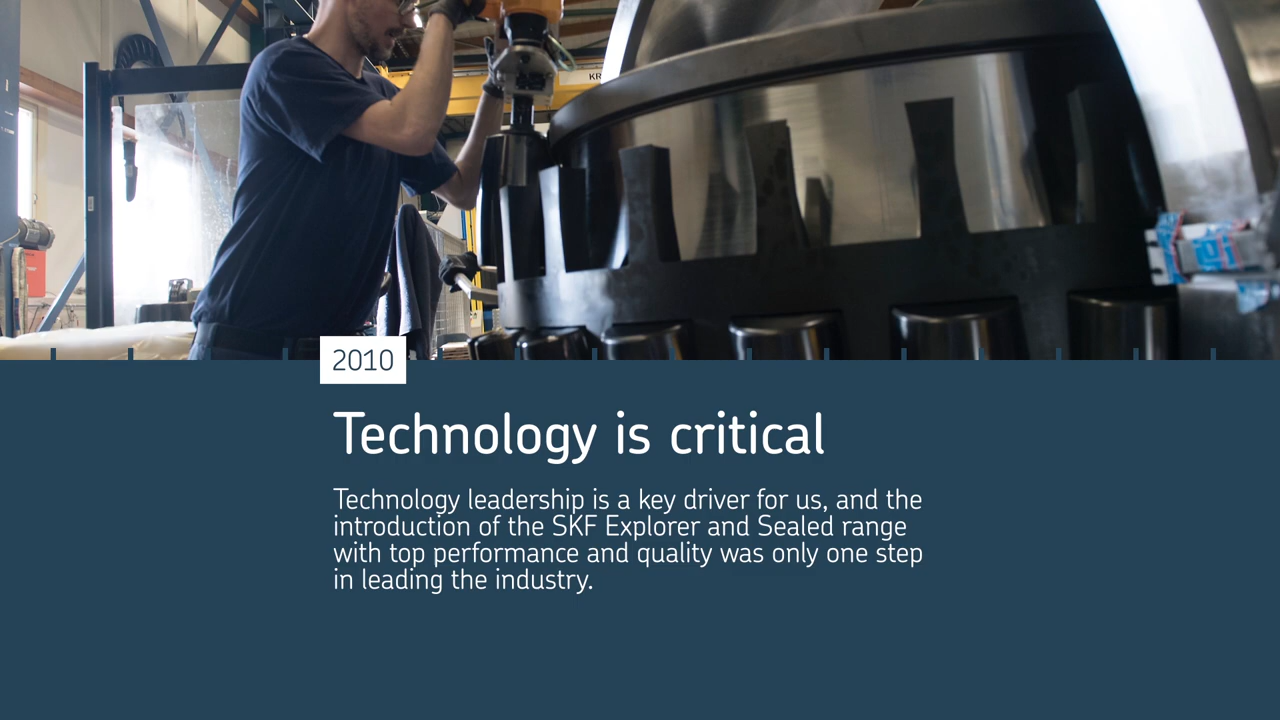 KR
2010
Technology is critical
Technology leadership is a key driver for us, and the
introduction of the SKF Explorer and Sealed range
with top performance and quality was only one step
in leading the industry.